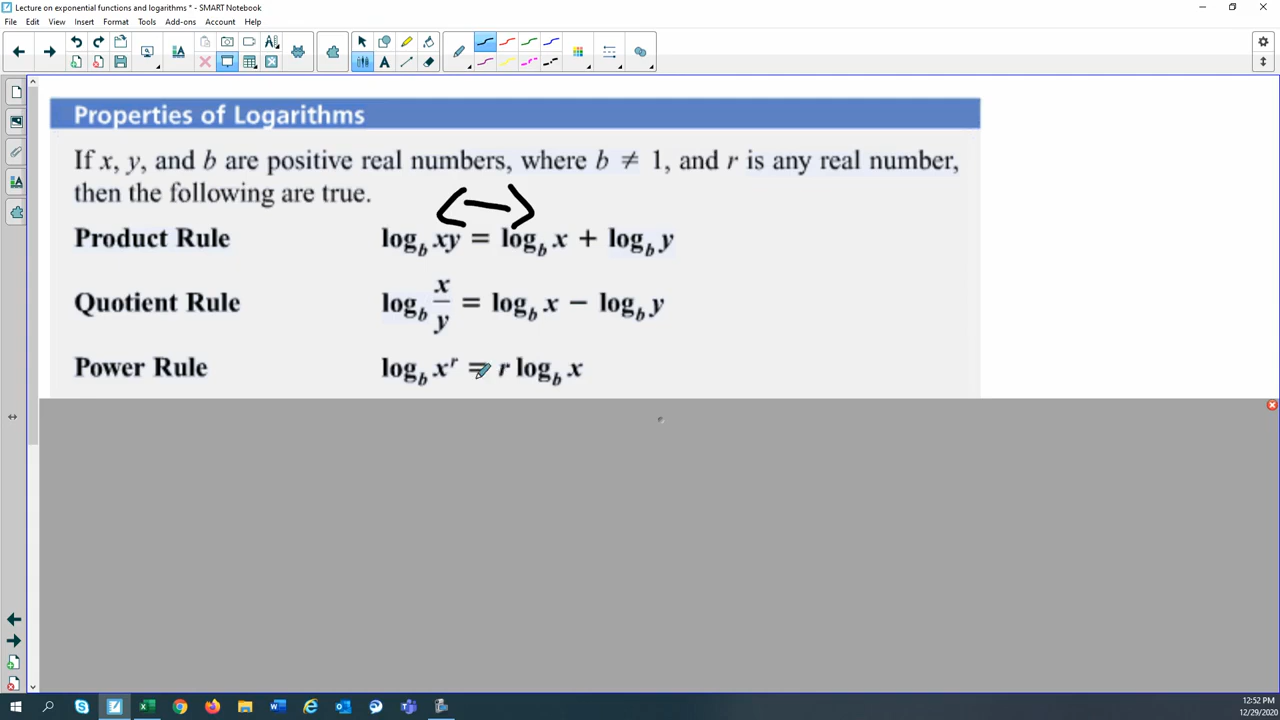 Lecture on exponential functions and logarithms * - SMART Notebook
File Edit View Insert Format Tools Add-ons Account Help
Properties of Logarithms
If x, y, and b are positive real numbers, where b ≠ 1, and r is any real number,
then the following are true.
Product Rule log_b xy = log_b x + log_b y
Quotient Rule log_b x/y = log_b x − log_b y
Power Rule log_b x^r = r log_b x
12:52 PM
12/29/2020